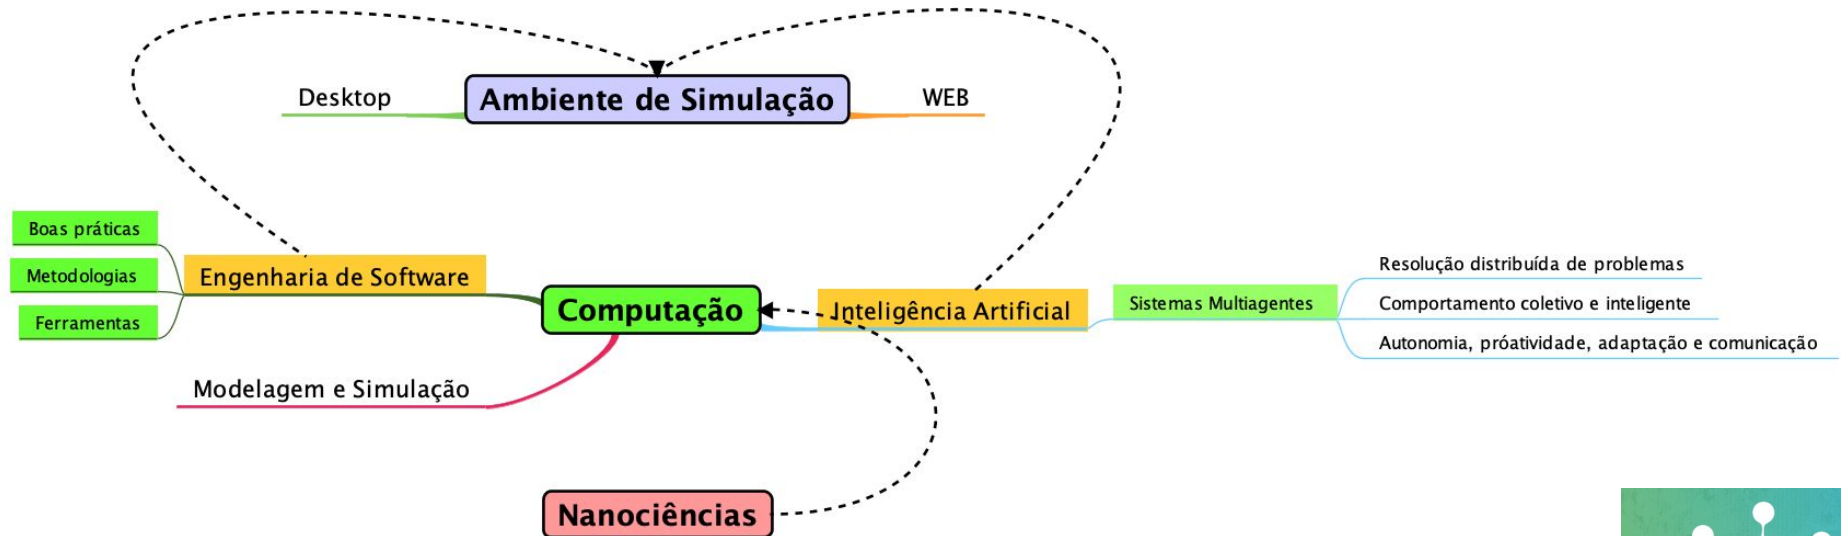 Desktop
Ambiente de Simulação
WEB
Boas práticas
Metodologias
Ferramentas
Engenharia de Software
Computação
Inteligência Artificial
Sistemas Multiagentes
Resolução distribuída de problemas
Comportamento coletivo e inteligente
Autonomia, próatividade, adaptação e comunicação
Modelagem e Simulação
Nanociências